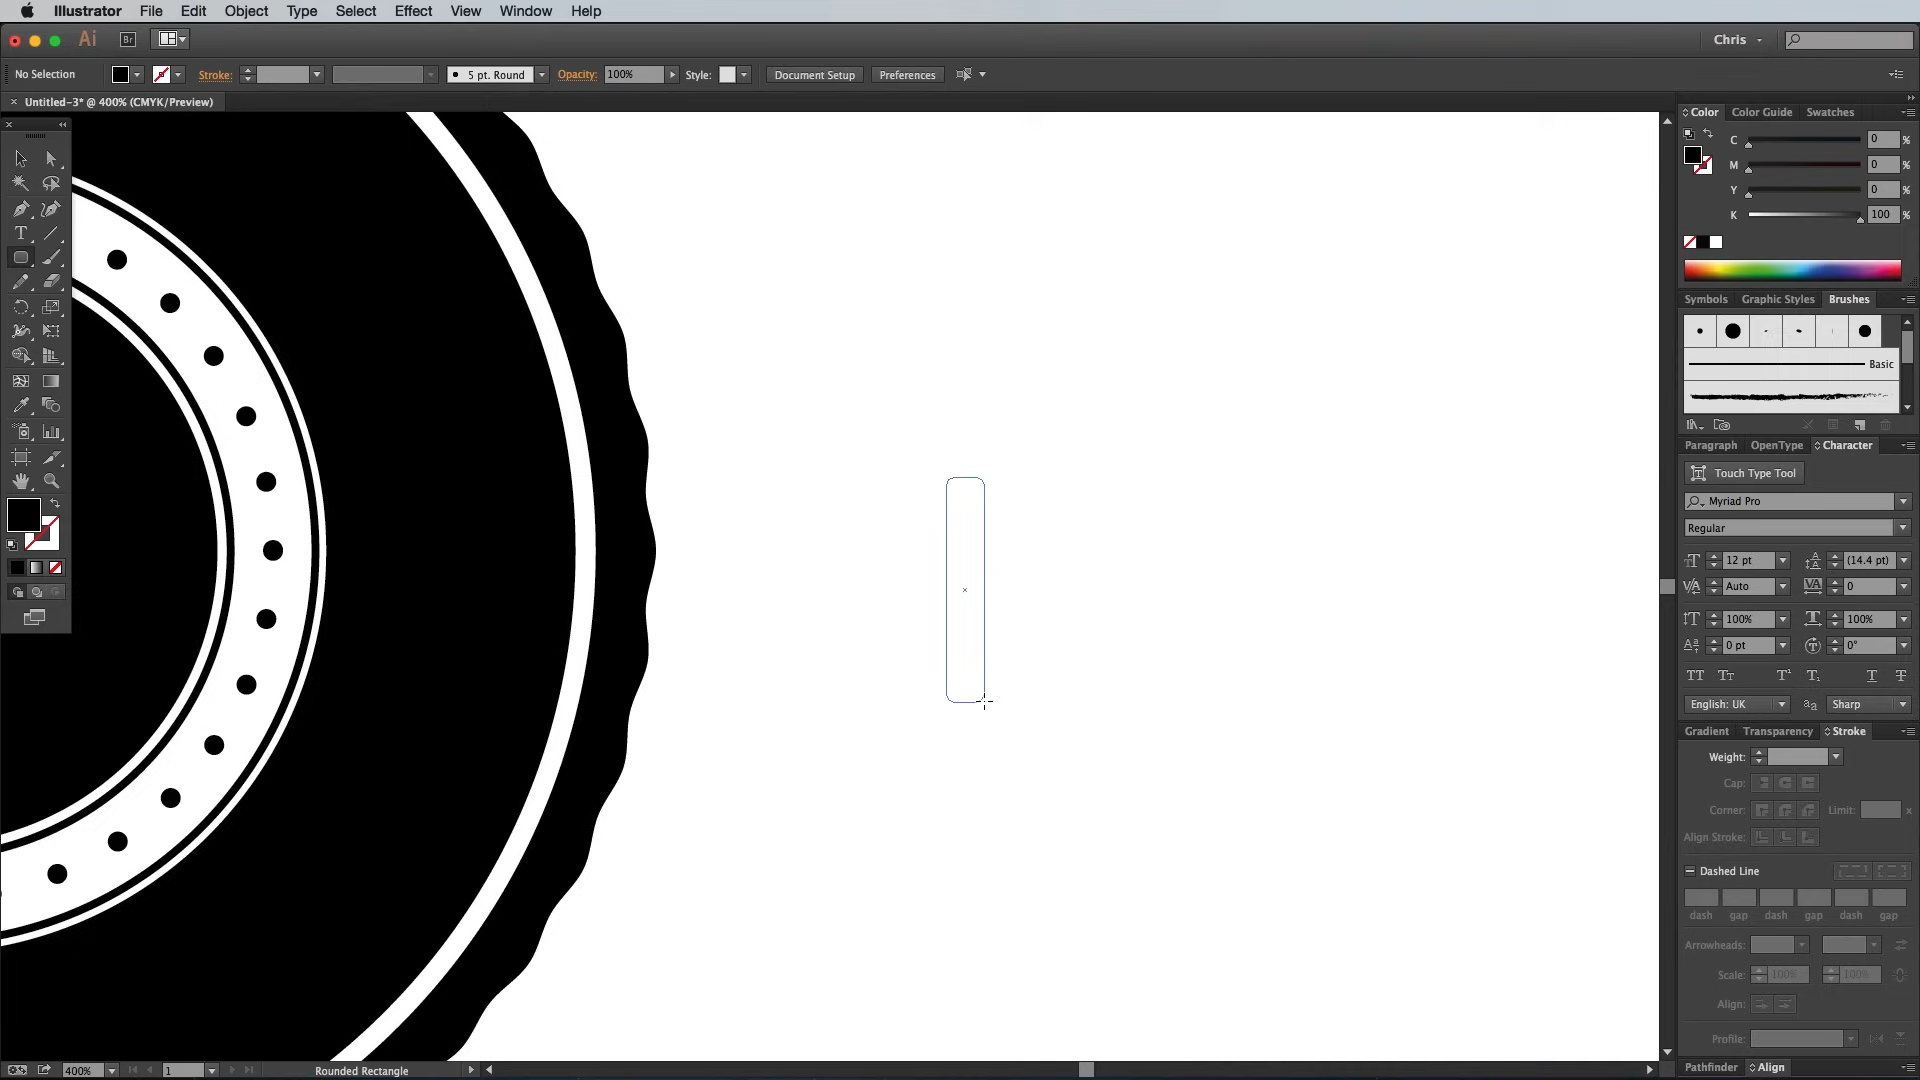 Illustrator File Edit Object Type Select Effect View Window Help
Ai Br Chris
No Selection Stroke: 5 pt. Round Opacity: 100% Style: Document Setup Preferences
× Untitled-3* @ 400% (CMYK/Preview)
Color Color Guide Swatches
C 0 %
M 0 %
Y 0 %
K 100 %
Symbols Graphic Styles Brushes
Basic
Paragraph OpenType Character
Touch Type Tool
Myriad Pro
Regular
12 pt (14.4 pt)
Auto 0
100% 100%
0 pt 0°
English: UK Sharp
Gradient Transparency Stroke
Weight:
Cap:
Corner: Limit: x
Align Stroke:
Dashed Line
dash gap dash gap dash gap
Arrowheads:
Scale: 100% 100%
Align:
Profile:
Pathfinder Align
400% 1 Rounded Rectangle